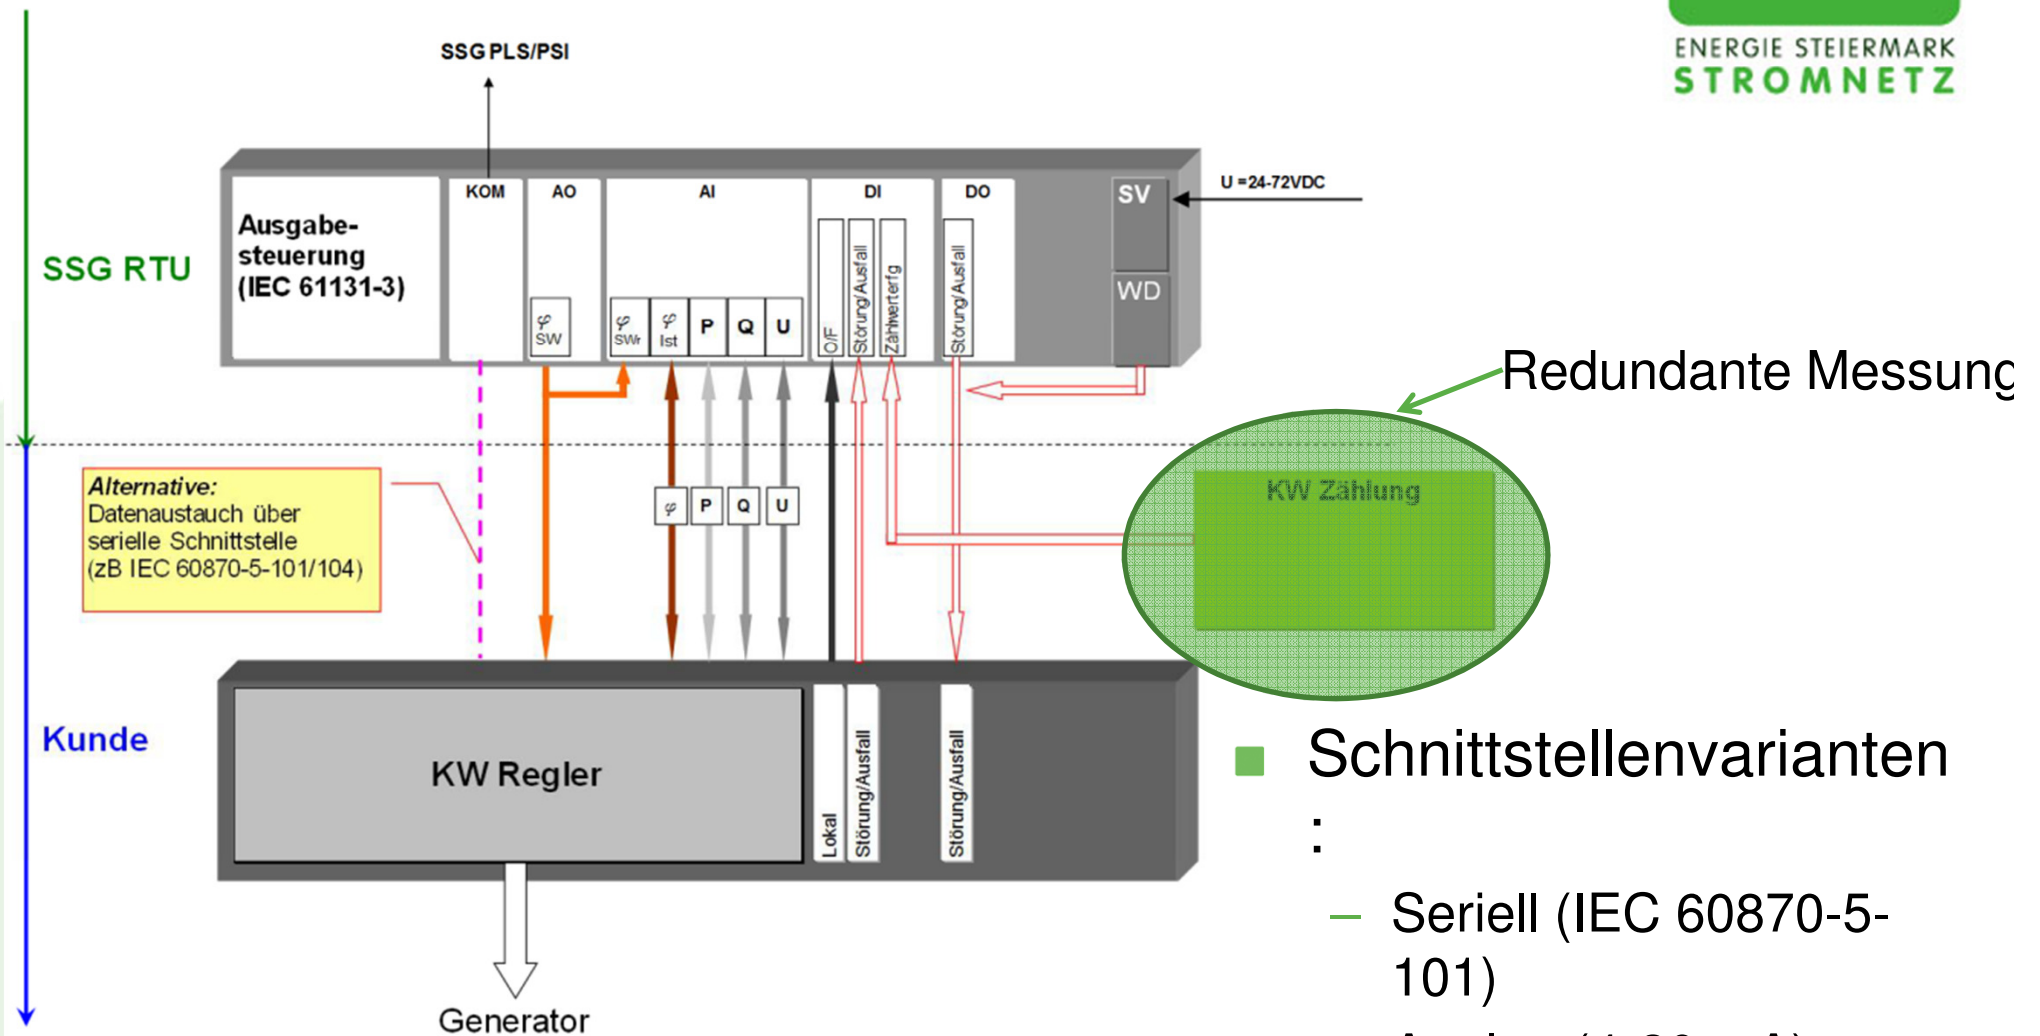 ENERGIE STEIERMARK
STROMNETZ
SSG PLS/PSI
U =24-72VDC
SSG RTU
Ausgabe-
steuerung
(IEC 61131-3)
KOM
AO
AI
DI
DO
SV
WD
φ
SW
φ
SWr
φ
Ist
P
Q
U
O/F
Störung/Ausfall
Zählwerterfg
Störung/Ausfall
Redundante Messung
Alternative:
Datenaustauch über
serielle Schnittstelle
(zB IEC 60870-5-101/104)
φ
P
Q
U
KW Zählung
Kunde
KW Regler
Lokal
Störung/Ausfall
Störung/Ausfall
Generator
Schnittstellenvarianten
:
– Seriell (IEC 60870-5-
101)